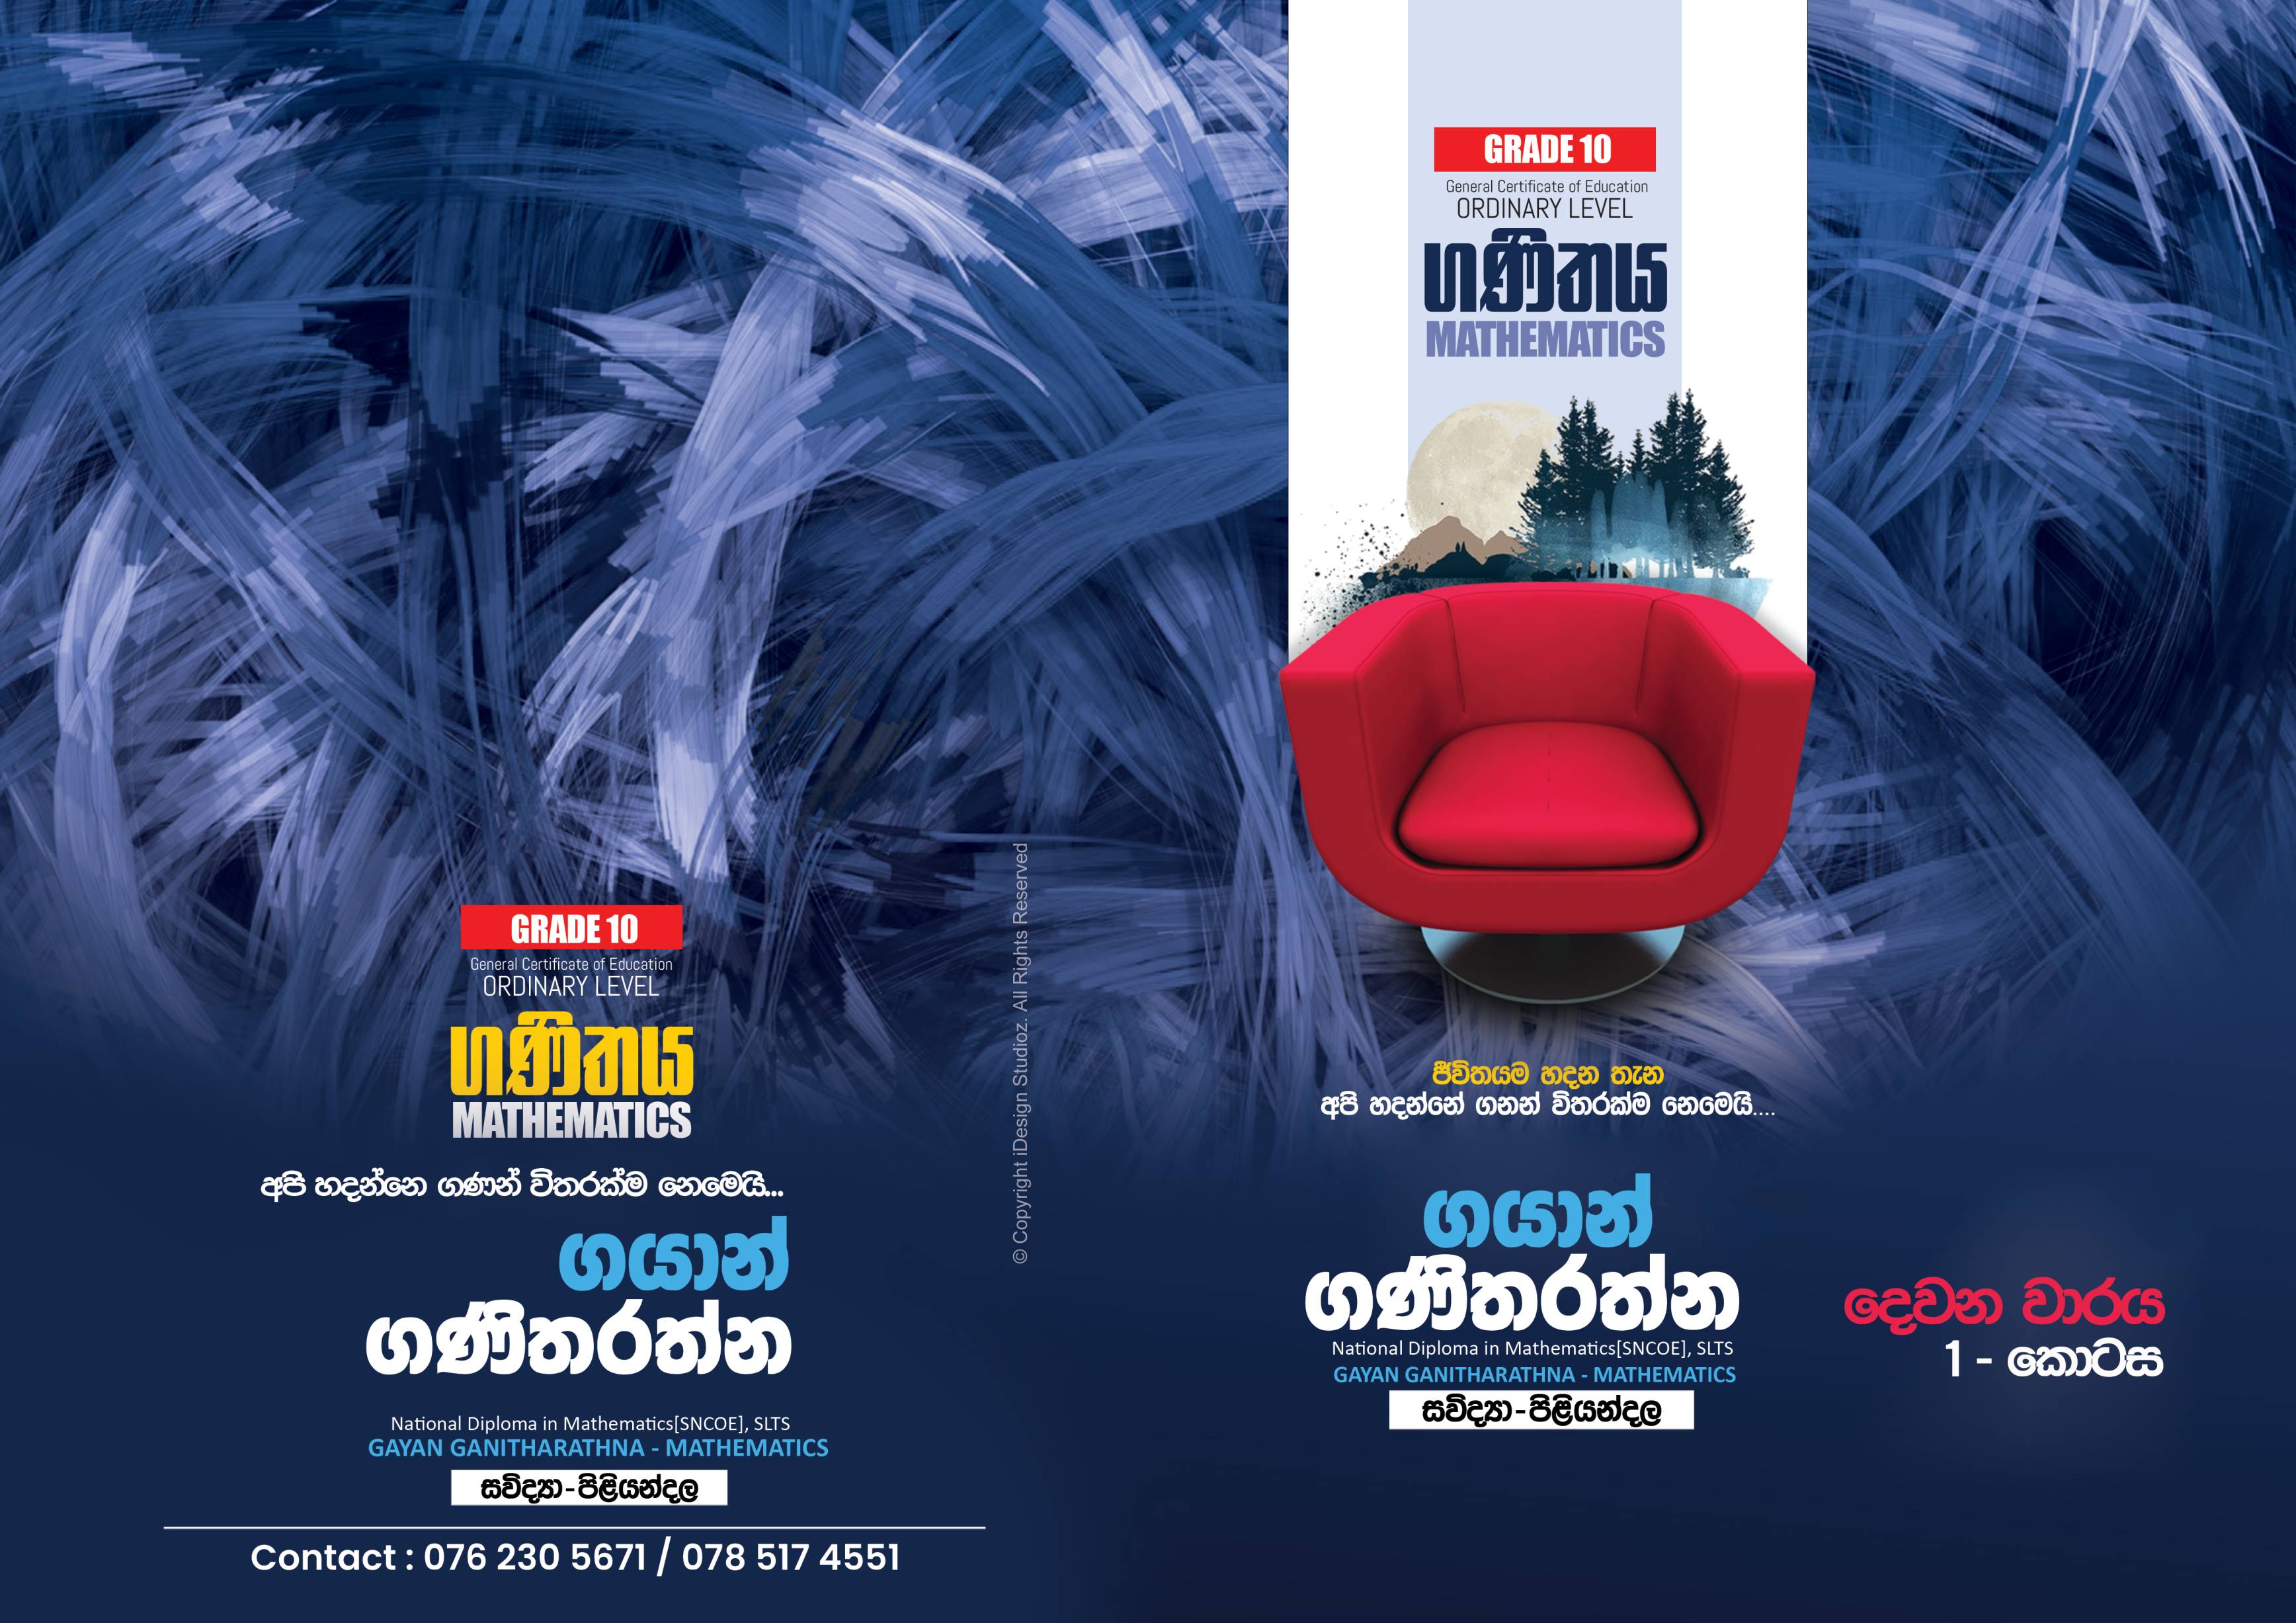 GRADE 10
General Certificate of Education
ORDINARY LEVEL
ගණිතය
MATHEMATICS
අපි හදන්නෙ ගණන් විතරක්ම නෙමෙයි...
ගයාන්
ගණිතරත්න
National Diploma in Mathematics[SNCOE], SLTS
GAYAN GANITHARATHNA - MATHEMATICS
සවිද්‍යා - පිළියන්දල
Contact : 076 230 5671 / 078 517 4551
© Copyright iDesign Studioz. All Rights Reserved
GRADE 10
General Certificate of Education
ORDINARY LEVEL
ගණිතය
MATHEMATICS
ජීවිතයම හදන තැන
අපි හදන්නේ ගනන් විතරක්ම නෙමෙයි....
ගයාන්
ගණිතරත්න
National Diploma in Mathematics[SNCOE], SLTS
GAYAN GANITHARATHNA - MATHEMATICS
සවිද්‍යා - පිළියන්දල
දෙවන වාරය
1 - කොටස